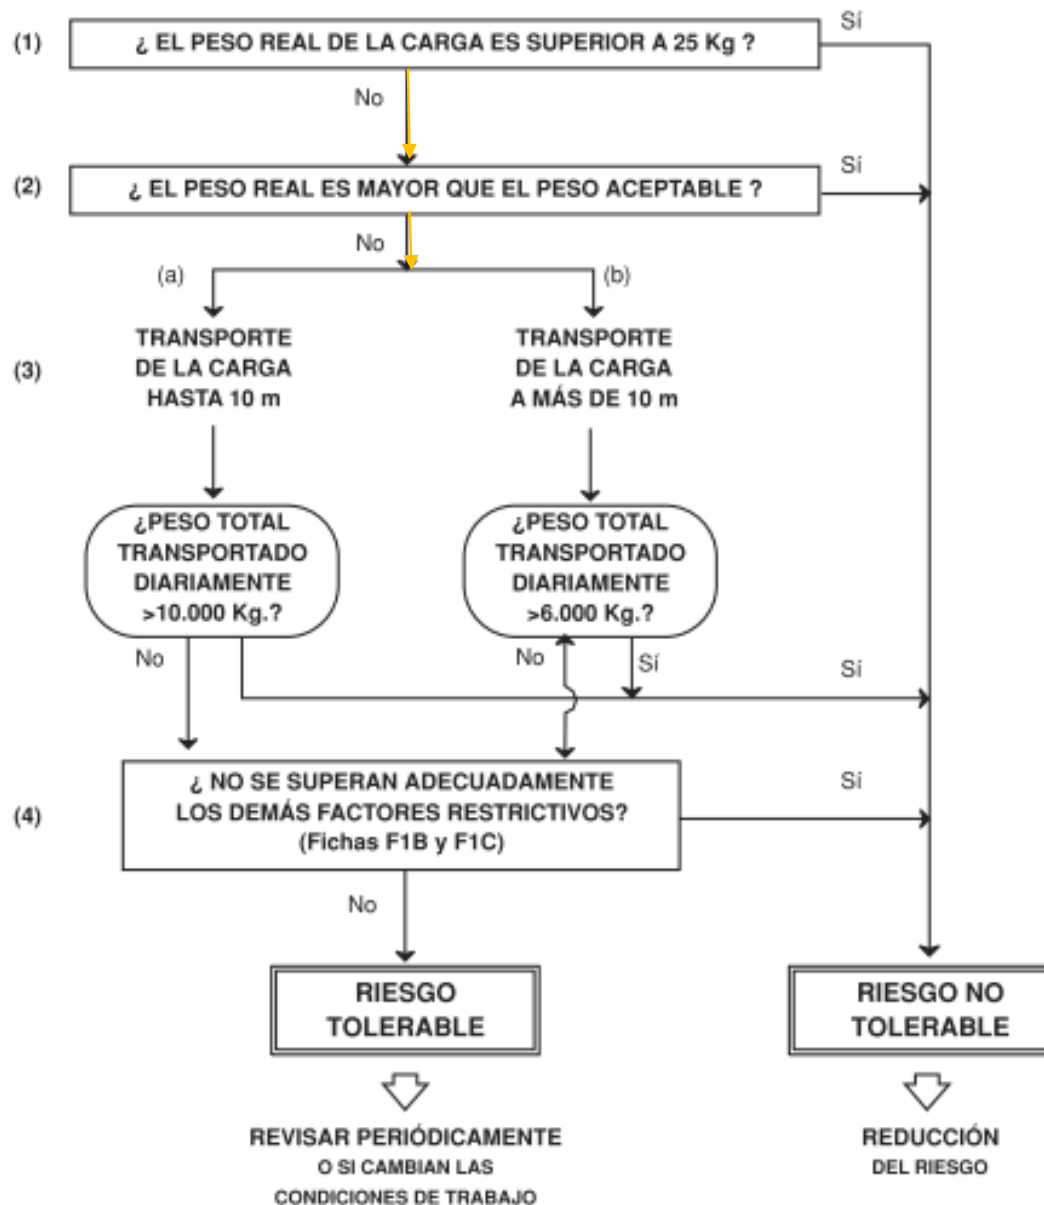 Sí
(1)
¿ EL PESO REAL DE LA CARGA ES SUPERIOR A 25 Kg ?
No
Sí
(2)
¿ EL PESO REAL ES MAYOR QUE EL PESO ACEPTABLE ?
No
(a)
(b)
(3)
TRANSPORTE
DE LA CARGA
HASTA 10 m
TRANSPORTE
DE LA CARGA
A MÁS DE 10 m
¿PESO TOTAL
TRANSPORTADO
DIARIAMENTE
>10.000 Kg.?
¿PESO TOTAL
TRANSPORTADO
DIARIAMENTE
>6.000 Kg.?
No
No
Sí
Sí
(4)
¿ NO SE SUPERAN ADECUADAMENTE
LOS DEMÁS FACTORES RESTRICTIVOS?
(Fichas F1B y F1C)
Sí
No
RIESGO
TOLERABLE
RIESGO NO
TOLERABLE
REVISAR PERIÓDICAMENTE
O SI CAMBIAN LAS
CONDICIONES DE TRABAJO
REDUCCIÓN
DEL RIESGO